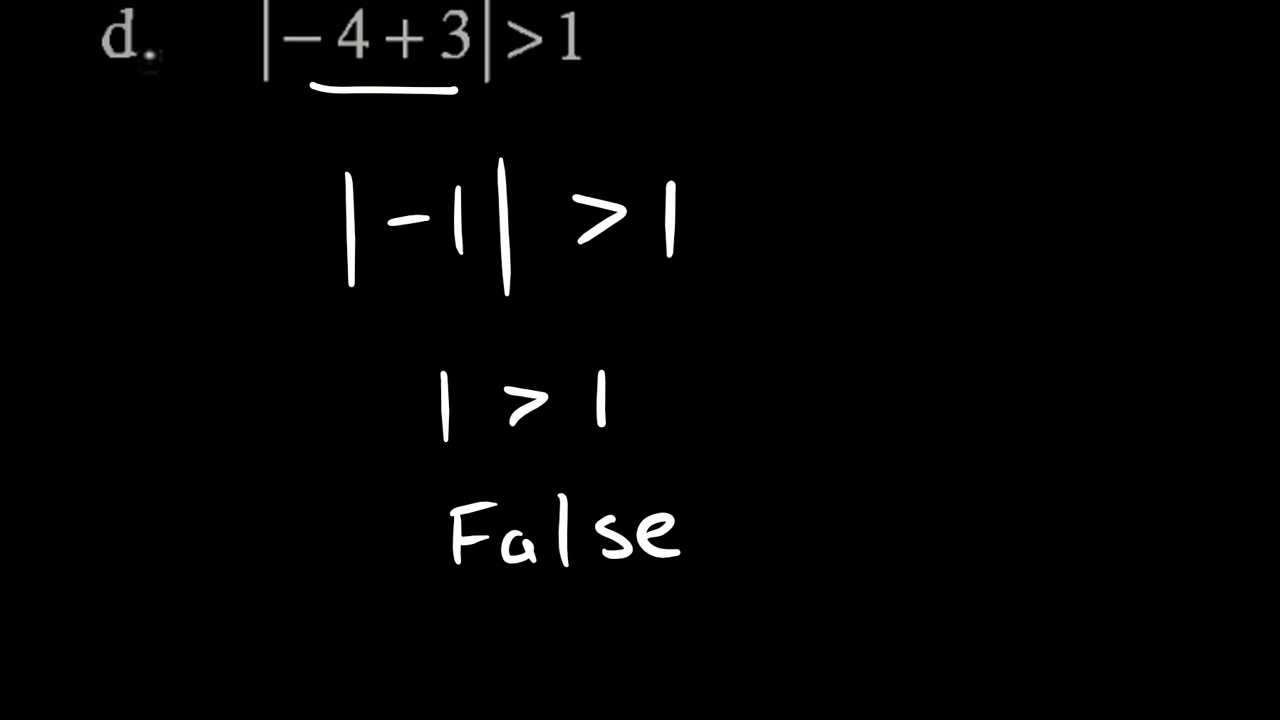 d. |−4+3|>1
|-1| > 1
1 > 1
False